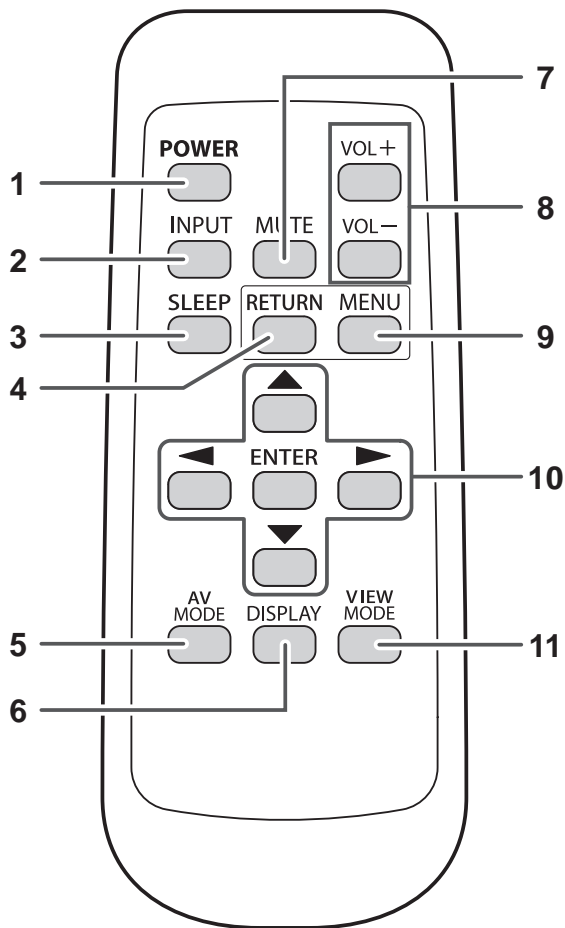 7
POWER
VOL+
1
8
INPUT
MUTE
VOL−
2
SLEEP
RETURN
MENU
3
9
4
ENTER
10
AV
MODE
DISPLAY
VIEW
MODE
5
11
6